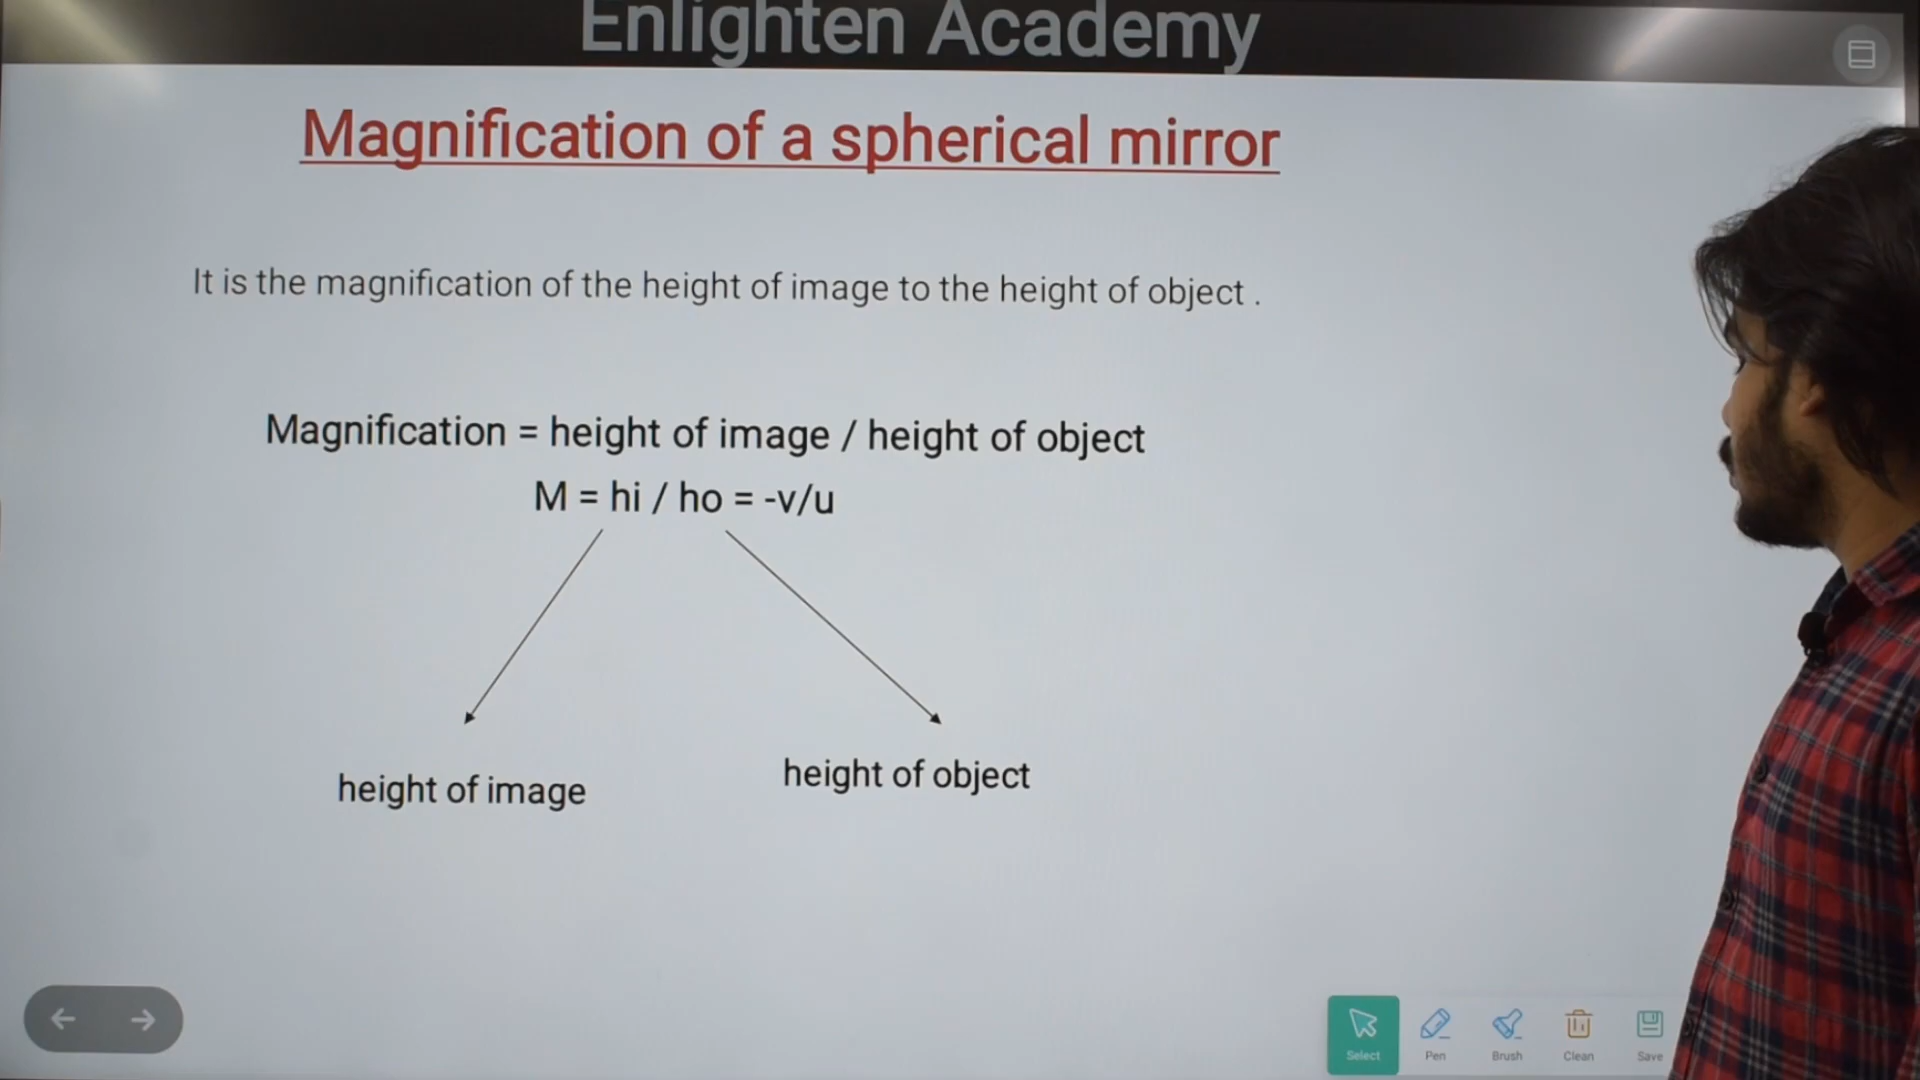 Enlighten Academy
Magnification of a spherical mirror
It is the magnification of the height of image to the height of object .
Magnification = height of image / height of object
M = hi / ho = -v/u
height of image
height of object
Select
Pen
Brush
Clean
Save